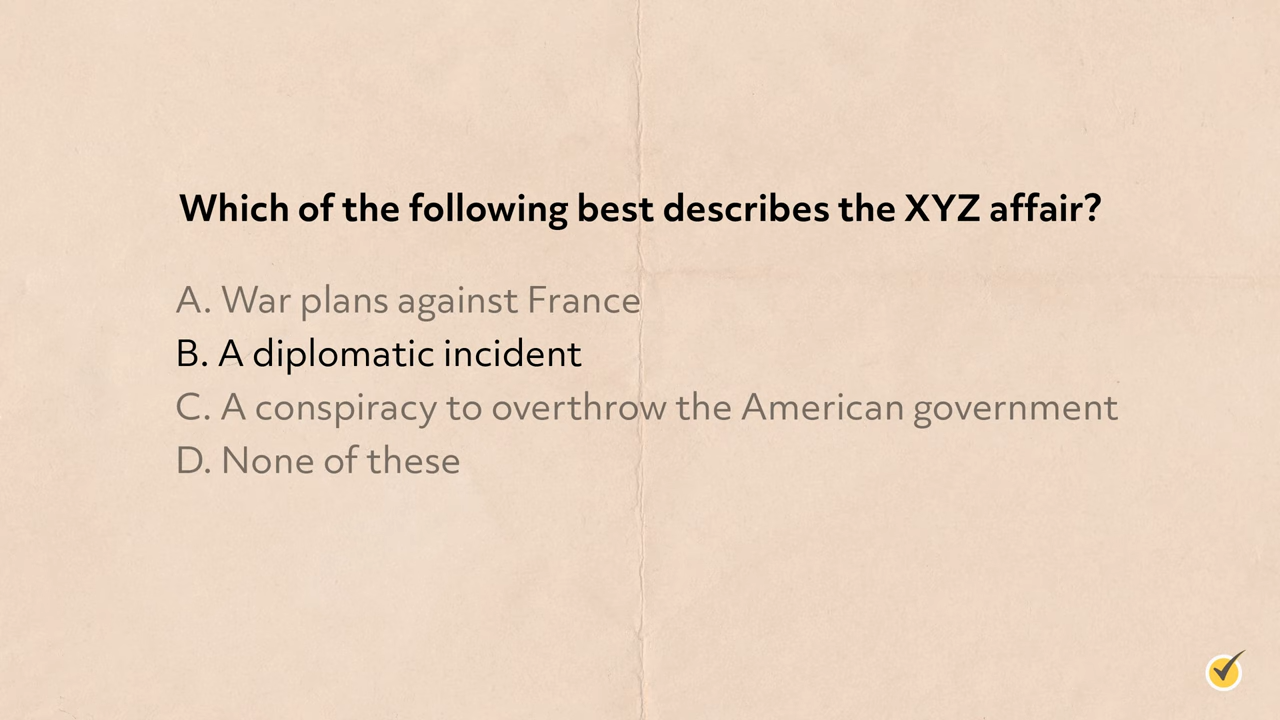 Which of the following best describes the XYZ affair?
A. War plans against France
B. A diplomatic incident
C. A conspiracy to overthrow the American government
D. None of these